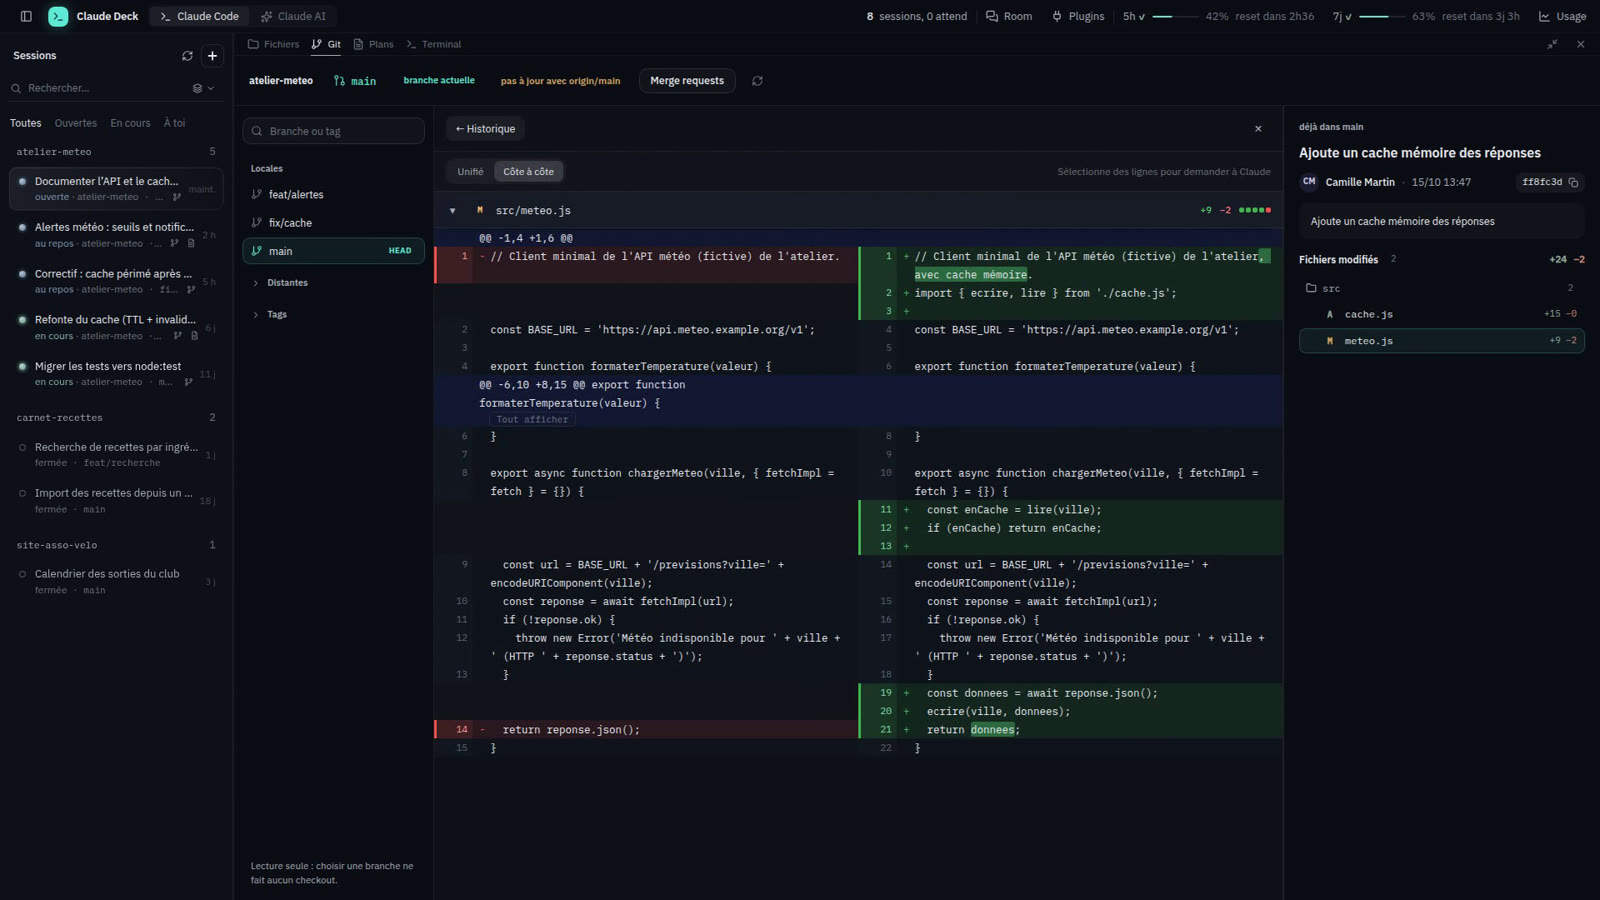 Claude Deck
Claude Code
Claude AI
8 sessions, 0 attend
Room
Plugins
5h
42%
reset dans 2h36
7j
63%
reset dans 3j 3h
Usage
Sessions
Rechercher...
Toutes
Ouvertes
En cours
À toi
atelier-meteo 5
Documenter l'API et le cach...
ouverte · atelier-meteo · ...
maint.
Alertes météo : seuils et notific...
au repos · atelier-meteo ·...
2 h
Correctif : cache périmé après ...
au repos · atelier-meteo · fi...
5 h
Refonte du cache (TTL + invalid...
en cours · atelier-meteo ·...
6 j
Migrer les tests vers node:test
en cours · atelier-meteo · m...
11 j
carnet-recettes 2
Recherche de recettes par ingré...
fermée · feat/recherche
1 j
Import des recettes depuis un ...
fermée · main
18 j
site-asso-velo 1
Calendrier des sorties du club
fermée · main
3 j
Fichiers
Git
Plans
Terminal
atelier-meteo
main
branche actuelle
pas à jour avec origin/main
Merge requests
Branche ou tag
Locales
feat/alertes
fix/cache
main HEAD
Distantes
Tags
Lecture seule : choisir une branche ne
fait aucun checkout.
← Historique
×
Unifié
Côte à côte
Sélectionne des lignes pour demander à Claude
▼ M src/meteo.js
+9 −2
@@ -1,4 +1,6 @@
1 - // Client minimal de l'API météo (fictive) de l'atelier.
2 const BASE_URL = 'https://api.meteo.example.org/v1';
3
4 export function formaterTemperature(valeur) {
@@ -6,10 +8,15 @@ export function
formaterTemperature(valeur) {
Tout afficher
6 }
7
8 export async function chargerMeteo(ville, { fetchImpl =
fetch } = {}) {
9 const url = BASE_URL + '/previsions?ville=' +
encodeURIComponent(ville);
10 const reponse = await fetchImpl(url);
11 if (!reponse.ok) {
12 throw new Error('Météo indisponible pour ' + ville +
' (HTTP ' + reponse.status + ')');
13 }
14 - return reponse.json();
15 }
1 + // Client minimal de l'API météo (fictive) de l'atelier,
avec cache mémoire.
2 + import { ecrire, lire } from './cache.js';
3 +
4 const BASE_URL = 'https://api.meteo.example.org/v1';
5
6 export function formaterTemperature(valeur) {
8 }
9
10 export async function chargerMeteo(ville, { fetchImpl =
fetch } = {}) {
11 + const enCache = lire(ville);
12 + if (enCache) return enCache;
13 +
14 const url = BASE_URL + '/previsions?ville=' +
encodeURIComponent(ville);
15 const reponse = await fetchImpl(url);
16 if (!reponse.ok) {
17 throw new Error('Météo indisponible pour ' + ville +
' (HTTP ' + reponse.status + ')');
18 }
19 + const donnees = await reponse.json();
20 + ecrire(ville, donnees);
21 + return donnees;
22 }
déjà dans main
Ajoute un cache mémoire des réponses
CM Camille Martin · 15/10 13:47
ff8fc3d
Ajoute un cache mémoire des réponses
Fichiers modifiés 2
+24 −2
src 2
A cache.js +15 −0
M meteo.js +9 −2